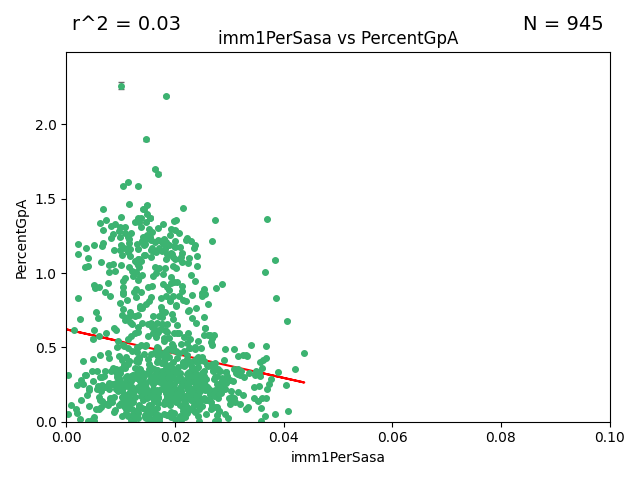 r^2 = 0.03
N = 945
imm1PerSasa vs PercentGpA
PercentGpA
2.0
1.5
1.0
0.5
0.0
0.00
0.02
0.04
0.06
0.08
0.10
imm1PerSasa